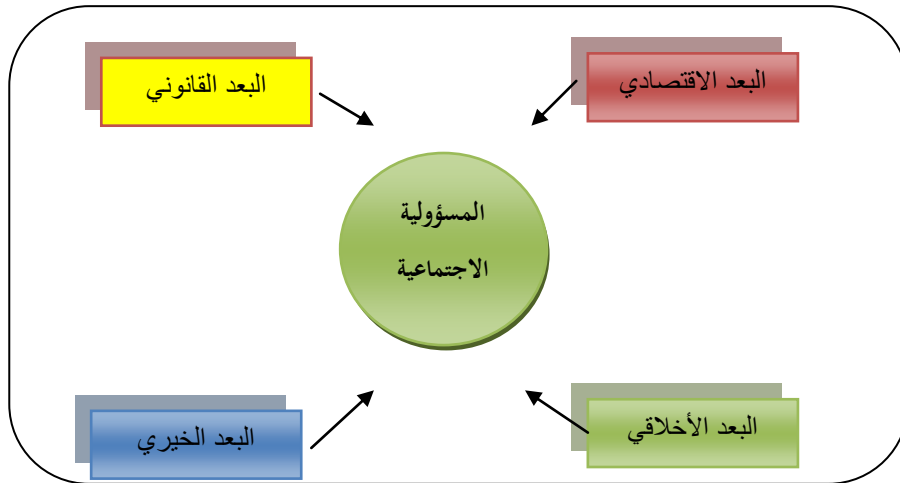 البعد الاقتصادي
البعد القانوني
المسؤولية
الاجتماعية
البعد الأخلاقي
البعد الخيري